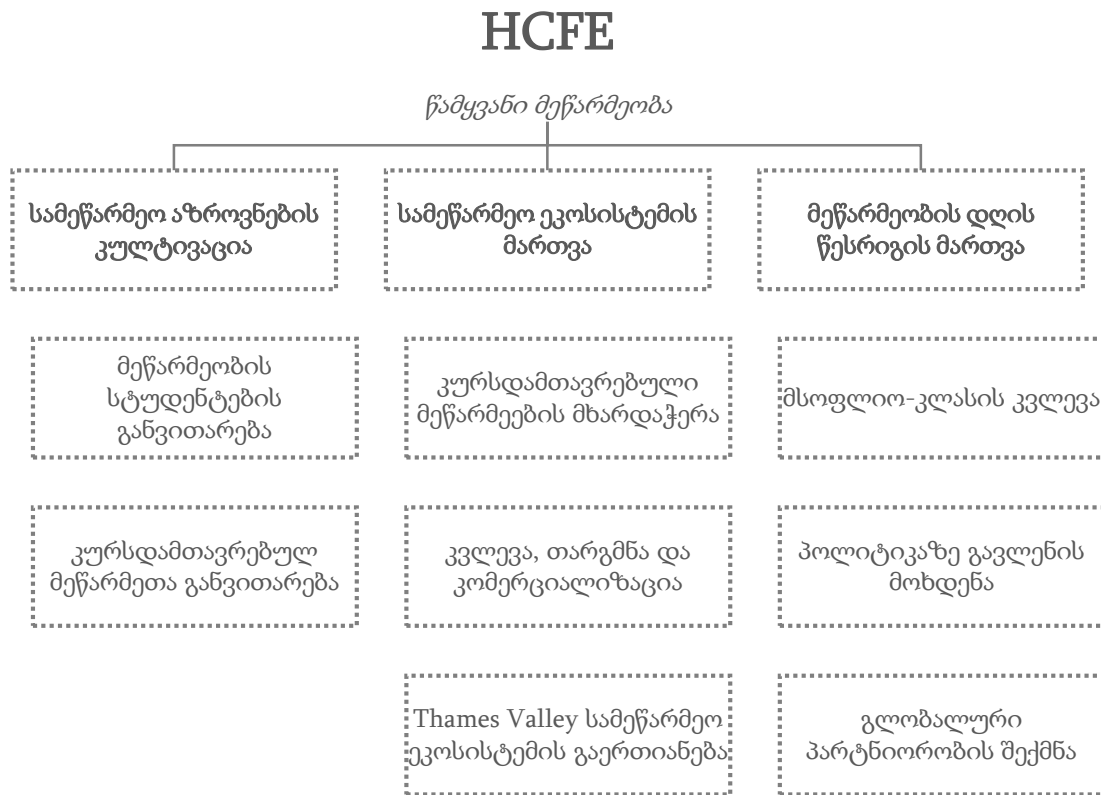 HCFE
წამყვანი მეწარმეობა
სამეწარმეო აზროვნების
კულტივაცია
სამეწარმეო ეკოსისტემის
მართვა
მეწარმეობის დღის
წესრიგის მართვა
მეწარმეობის
სტუდენტების
განვითარება
კურსდამთავრებული
მეწარმეების მხარდაჭერა
მსოფლიო-კლასის კვლევა
კურსდამთავრებულ
მეწარმეთა განვითარება
კვლევა, თარგმნა და
კომერციალიზაცია
პოლიტიკაზე გავლენის
მოხდენა
Thames Valley სამეწარმეო
ეკოსისტემის გაერთიანება
გლობალური
პარტნიორობის შექმნა